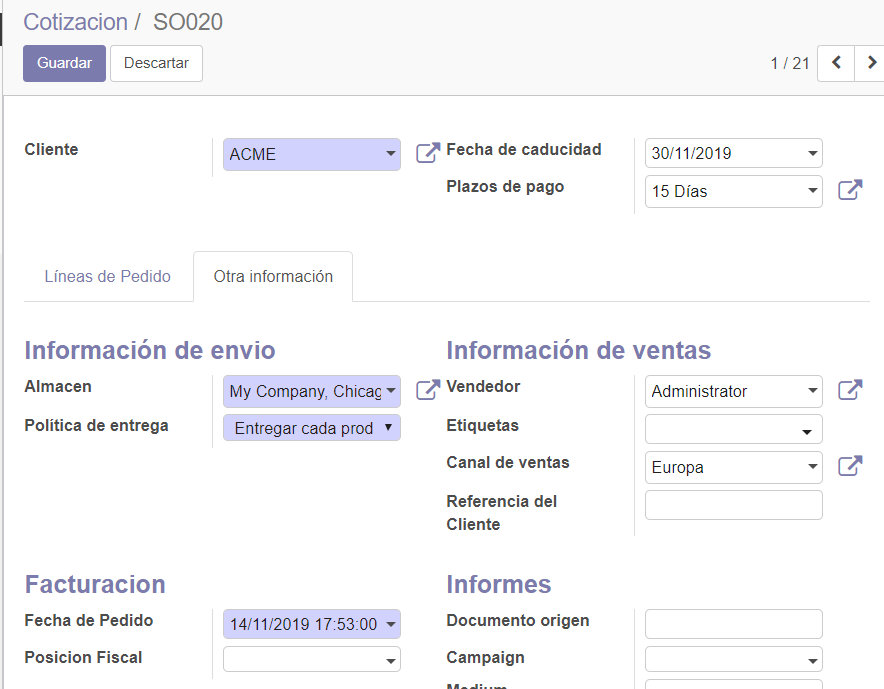 Cotizacion / SO020
Guardar Descartar 1 / 21
Cliente ACME Fecha de caducidad 30/11/2019
Plazos de pago 15 Días
Líneas de Pedido Otra información
Información de envio Información de ventas
Almacen My Company, Chicag Vendedor Administrator
Política de entrega Entregar cada prod Etiquetas
Canal de ventas Europa
Referencia del
Cliente
Facturacion Informes
Fecha de Pedido 14/11/2019 17:53:00 Documento origen
Posicion Fiscal Campaign
Medium